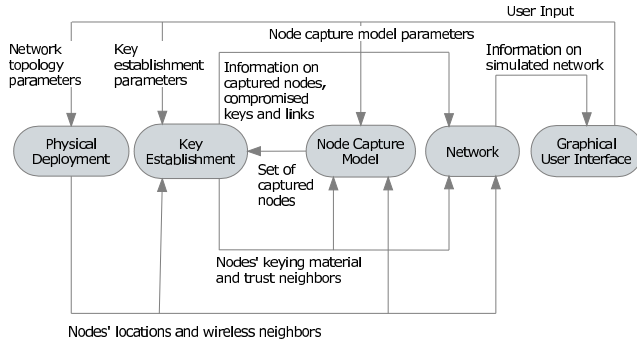 User Input
Network
topology
parameters
Key
establishment
parameters
Node capture model parameters
Information on
captured nodes,
compromised
keys and links
Information on
simulated network
Physical
Deployment
Key
Establishment
Node Capture
Model
Network
Graphical
User Interface
Set of
captured
nodes
Nodes' keying material
and trust neighbors
Nodes' locations and wireless neighbors